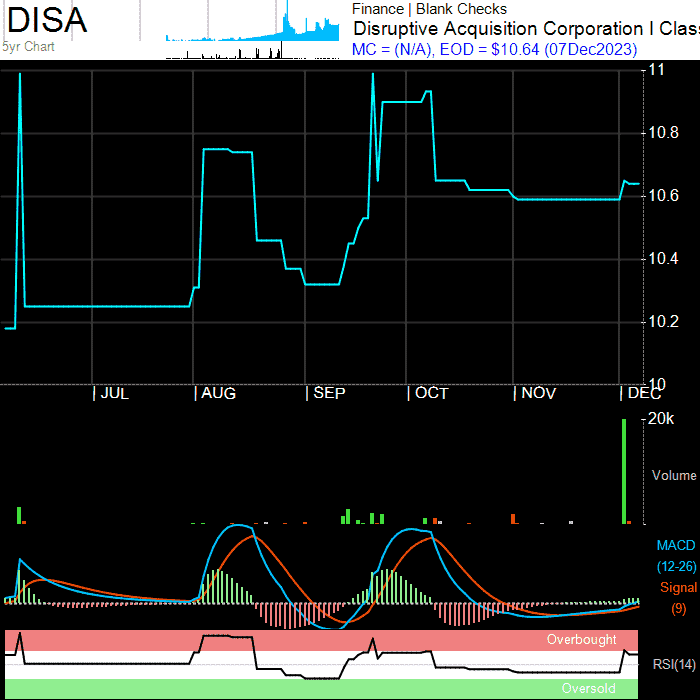 DISA
5yr Chart
Finance | Blank Checks
Disruptive Acquisition Corporation I Clas
MC = (N/A), EOD = $10.64 (07Dec2023)
11
10.8
10.6
10.4
10.2
10
JUL AUG SEP OCT NOV DEC
20k
Volume
MACD
(12-26)
Signal
(9)
Overbought
RSI(14)
Oversold